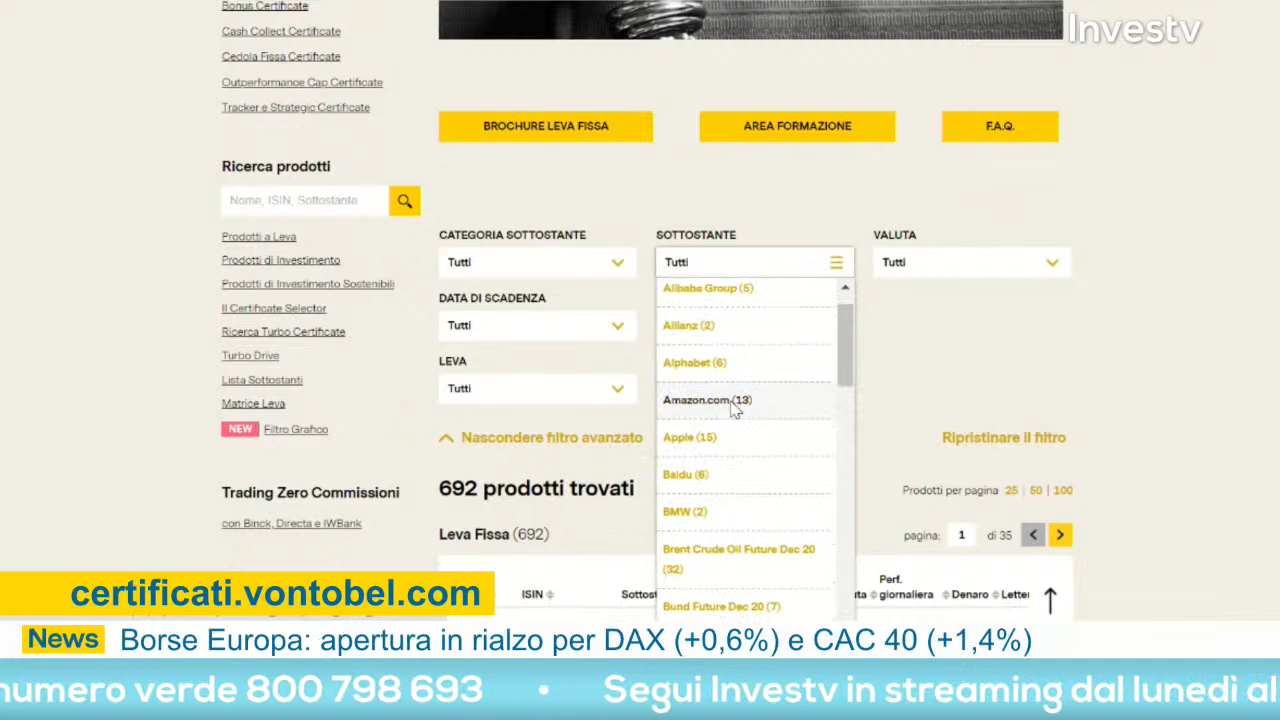 Bonus Certificate
Cash Collect Certificate
Cedola Fissa Certificate
Outperformance Cap Certificate
Tracker e Strategic Certificate
Investv
BROCHURE LEVA FISSA
AREA FORMAZIONE
F.A.Q.
Ricerca prodotti
Nome, ISIN, Sottostante
Prodotti a Leva
Prodotti di Investimento
Prodotti di Investimento Sostenibili
Il Certificate Selector
Ricerca Turbo Certificate
Turbo Drive
Lista Sottostanti
Matrice Leva
NEW Filtro Grafico
Trading Zero Commissioni
con Binck, Directa e IWBank
CATEGORIA SOTTOSTANTE
Tutti
DATA DI SCADENZA
Tutti
LEVA
Tutti
SOTTOSTANTE
Tutti
Alibaba Group (5)
Allianz (2)
Alphabet (6)
Amazon.com (13)
Apple (15)
Baidu (6)
BMW (2)
Brent Crude Oil Future Dec 20
(32)
Bund Future Dec 20 (7)
VALUTA
Tutti
Nascondere filtro avanzato
Ripristinare il filtro
692 prodotti trovati
Prodotti per pagina 25 | 50 | 100
Leva Fissa (692)
pagina: 1 di 35
ISIN
Perf.
giornaliera
Denaro
certificati.vontobel.com
News Borse Europa: apertura in rialzo per DAX (+0,6%) e CAC 40 (+1,4%)
numero verde 800 798 693 • Segui Investv in streaming dal lunedì al